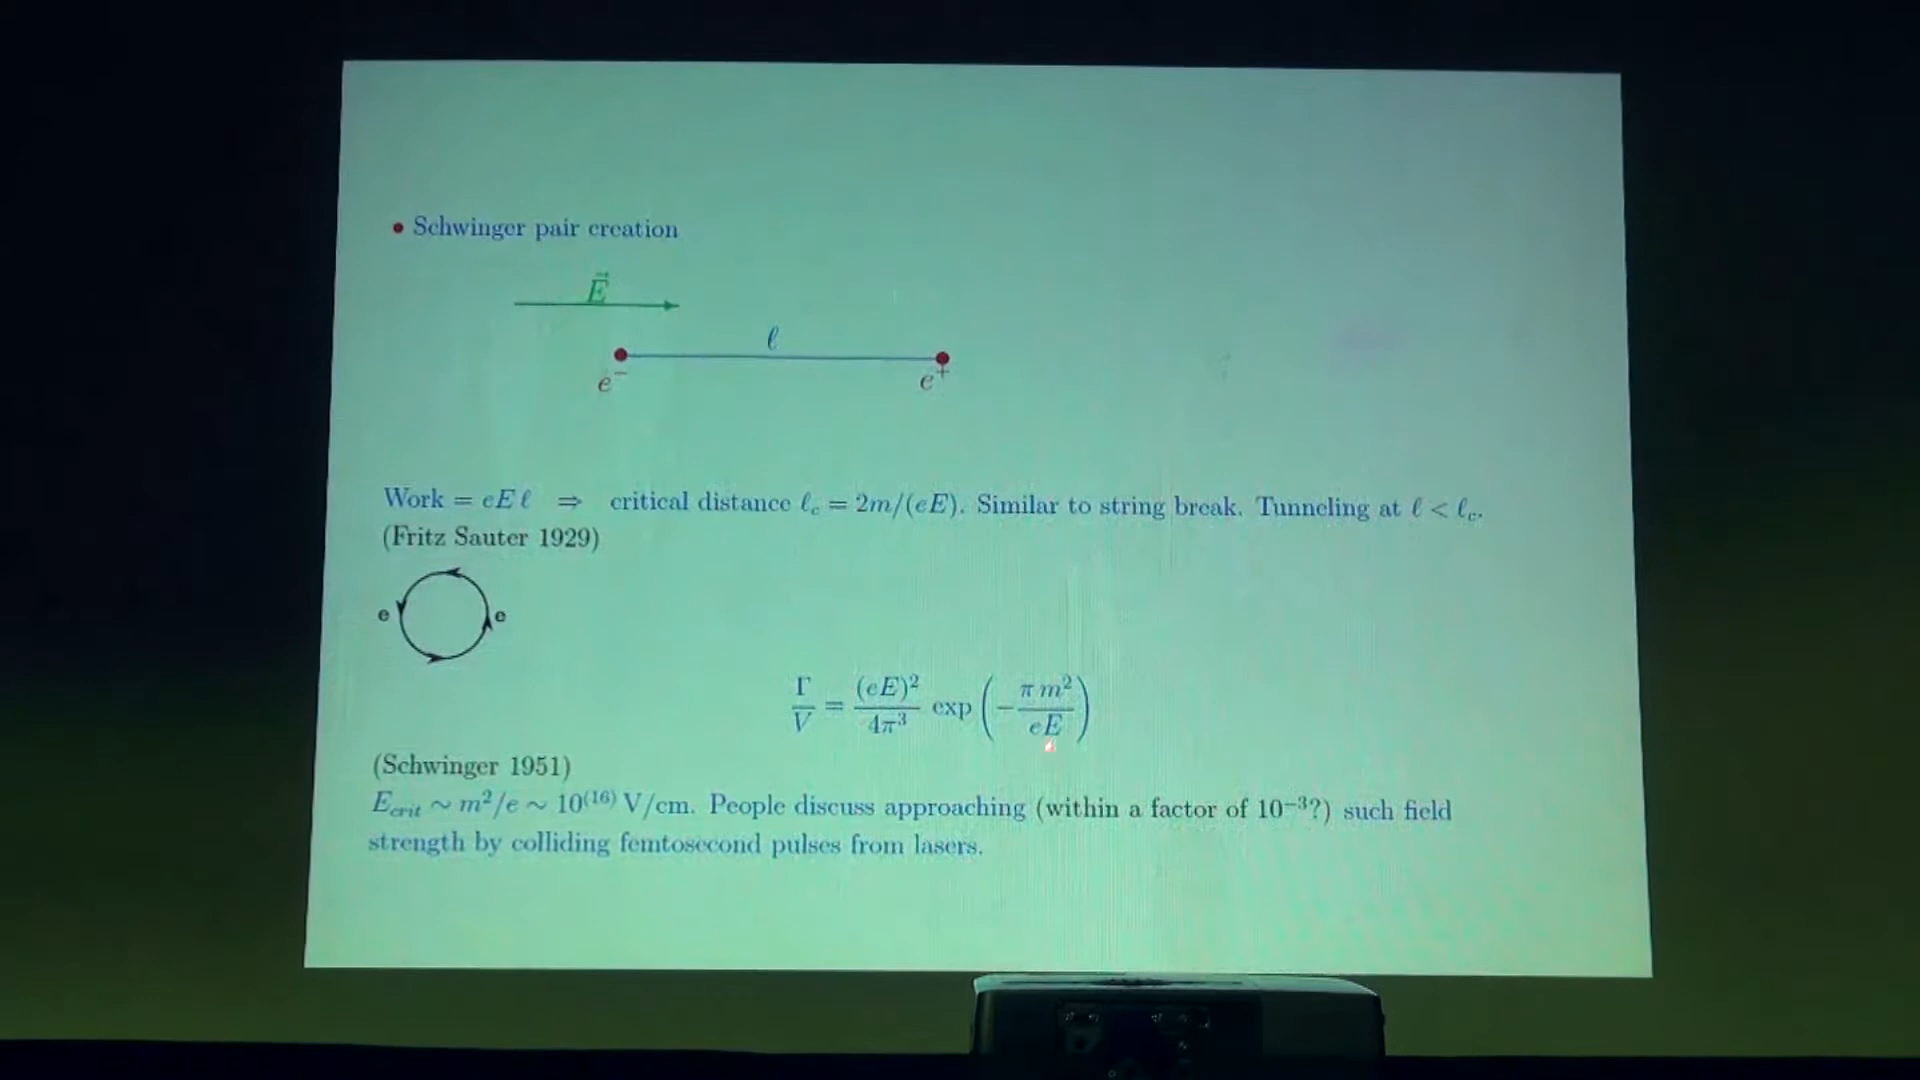 • Schwinger pair creation
E⃗
ℓ
e⁻ e⁺
Work = eE ℓ ⇒ critical distance ℓ_c = 2m/(eE). Similar to string break. Tunneling at ℓ < ℓ_c.
(Fritz Sauter 1929)
e e
Γ/V = (eE)²/4π³ exp(−π m²/eE)
(Schwinger 1951)
E_crit ∼ m²/e ∼ 10⁽¹⁶⁾ V/cm. People discuss approaching (within a factor of 10⁻³?) such field
strength by colliding femtosecond pulses from lasers.